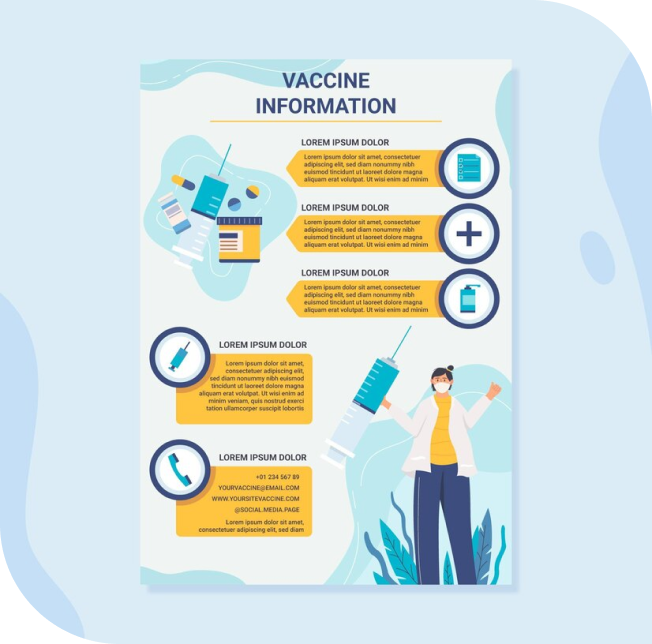 VACCINE
INFORMATION
LOREM IPSUM DOLOR
Lorem ipsum dolor sit amet, consectetuer
adipiscing elit, sed diam nonummy nibh
euismod tincidunt ut laoreet dolore magna
aliquam erat volutpat. Ut wisi enim ad minim
LOREM IPSUM DOLOR
Lorem ipsum dolor sit amet, consectetuer
adipiscing elit, sed diam nonummy nibh
euismod tincidunt ut laoreet dolore magna
aliquam erat volutpat. Ut wisi enim ad minim
LOREM IPSUM DOLOR
Lorem ipsum dolor sit amet, consectetuer
adipiscing elit, sed diam nonummy nibh
euismod tincidunt ut laoreet dolore magna
aliquam erat volutpat. Ut wisi enim ad minim
LOREM IPSUM DOLOR
Lorem ipsum dolor sit amet,
consectetuer adipiscing elit,
sed diam nonummy nibh euismod
tincidunt ut laoreet dolore magna
aliquam erat volutpat. Ut wisi enim ad
minim veniam, quis nostrud exerci
tation ullamcorper suscipit lobortis
LOREM IPSUM DOLOR
+01 234 567 89
YOURVACCINE@EMAIL.COM
WWW.YOURSITEVACCINE.COM
@SOCIAL.MEDIA.PAGE
Lorem ipsum dolor sit amet,
consectetuer adipiscing elit, sed diam